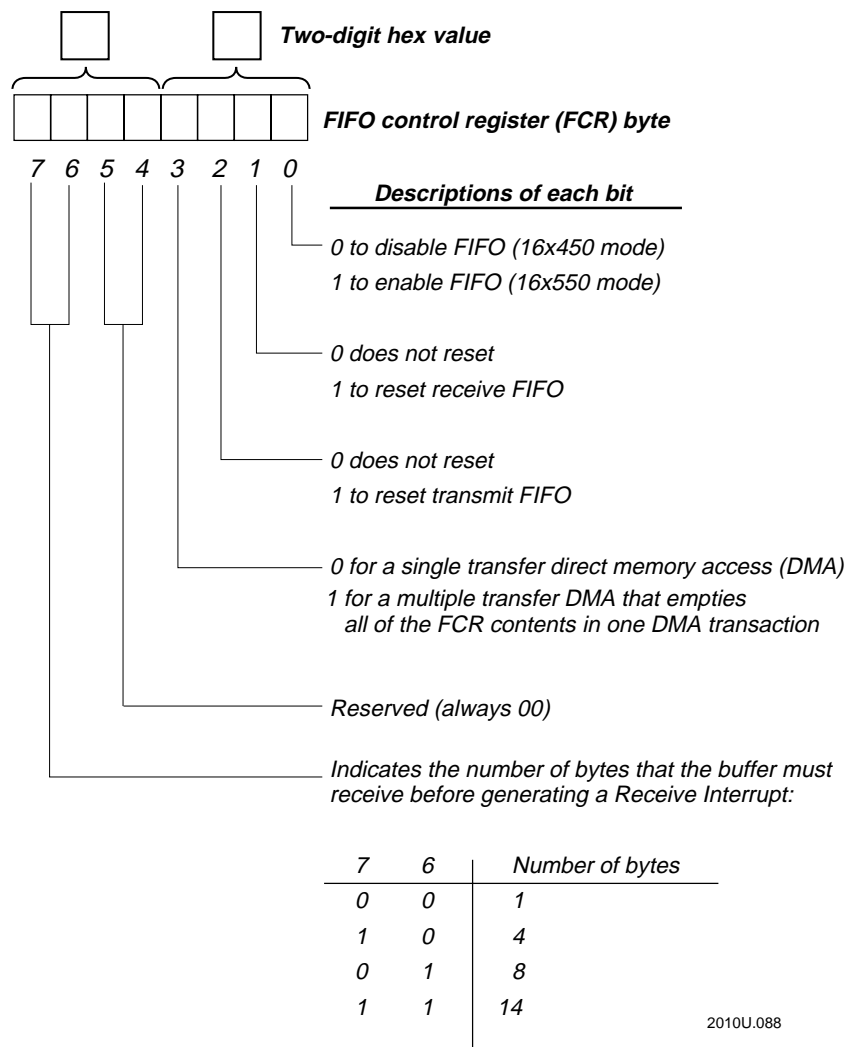 Two-digit hex value
FIFO control register (FCR) byte
7 6 5 4 3 2 1 0
Descriptions of each bit
0 to disable FIFO (16x450 mode)
1 to enable FIFO (16x550 mode)
0 does not reset
1 to reset receive FIFO
0 does not reset
1 to reset transmit FIFO
0 for a single transfer direct memory access (DMA)
1 for a multiple transfer DMA that empties
all of the FCR contents in one DMA transaction
Reserved (always 00)
Indicates the number of bytes that the buffer must
receive before generating a Receive Interrupt:
7 6 Number of bytes
0 0 1
1 0 4
0 1 8
1 1 14
2010U.088